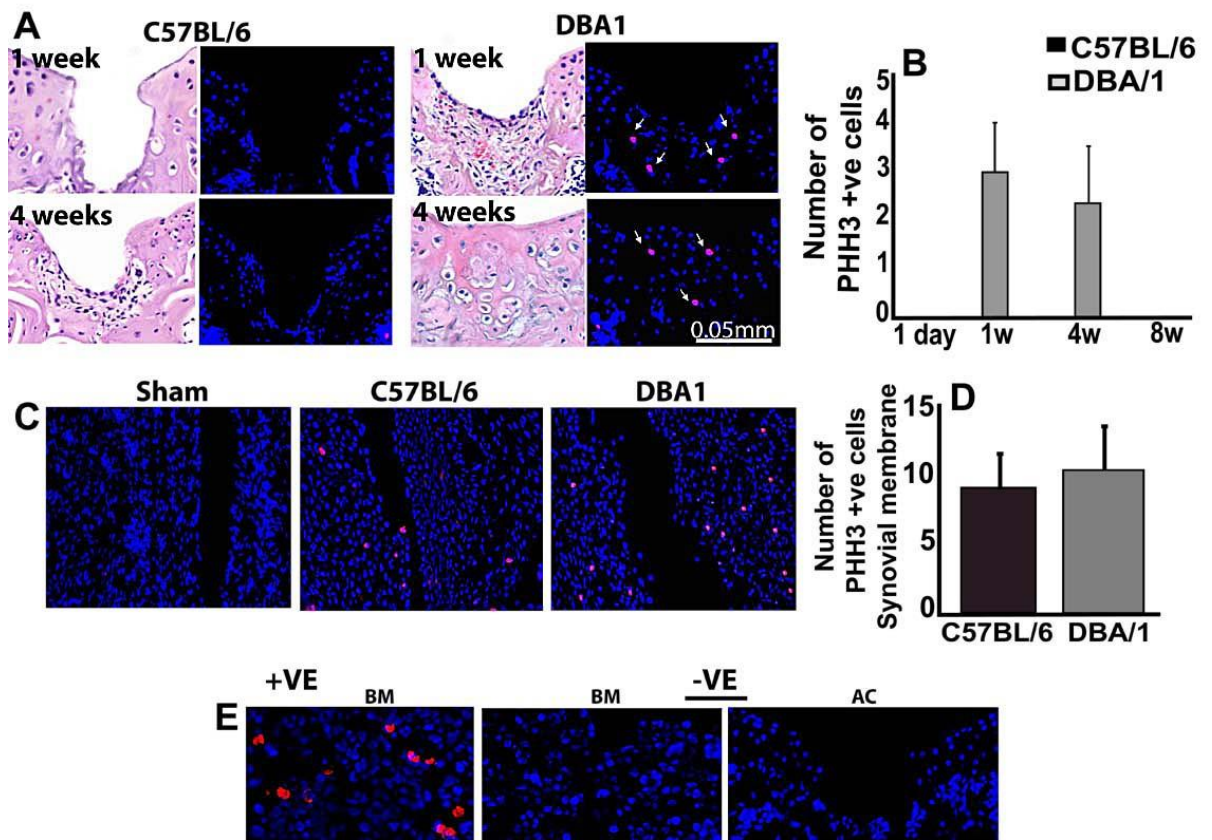 A
C57BL/6
DBA1
1 week
1 week
4 weeks
4 weeks
0.05mm
B
C57BL/6
DBA/1
Number of
PHH3 +ve cells
5
4
3
2
1
0
1 day
1w
4w
8w
C
Sham
C57BL/6
DBA1
D
Number of
PHH3 +ve cells
Synovial membrane
15
10
5
0
C57BL/6
DBA/1
E
+VE
-VE
BM
BM
AC